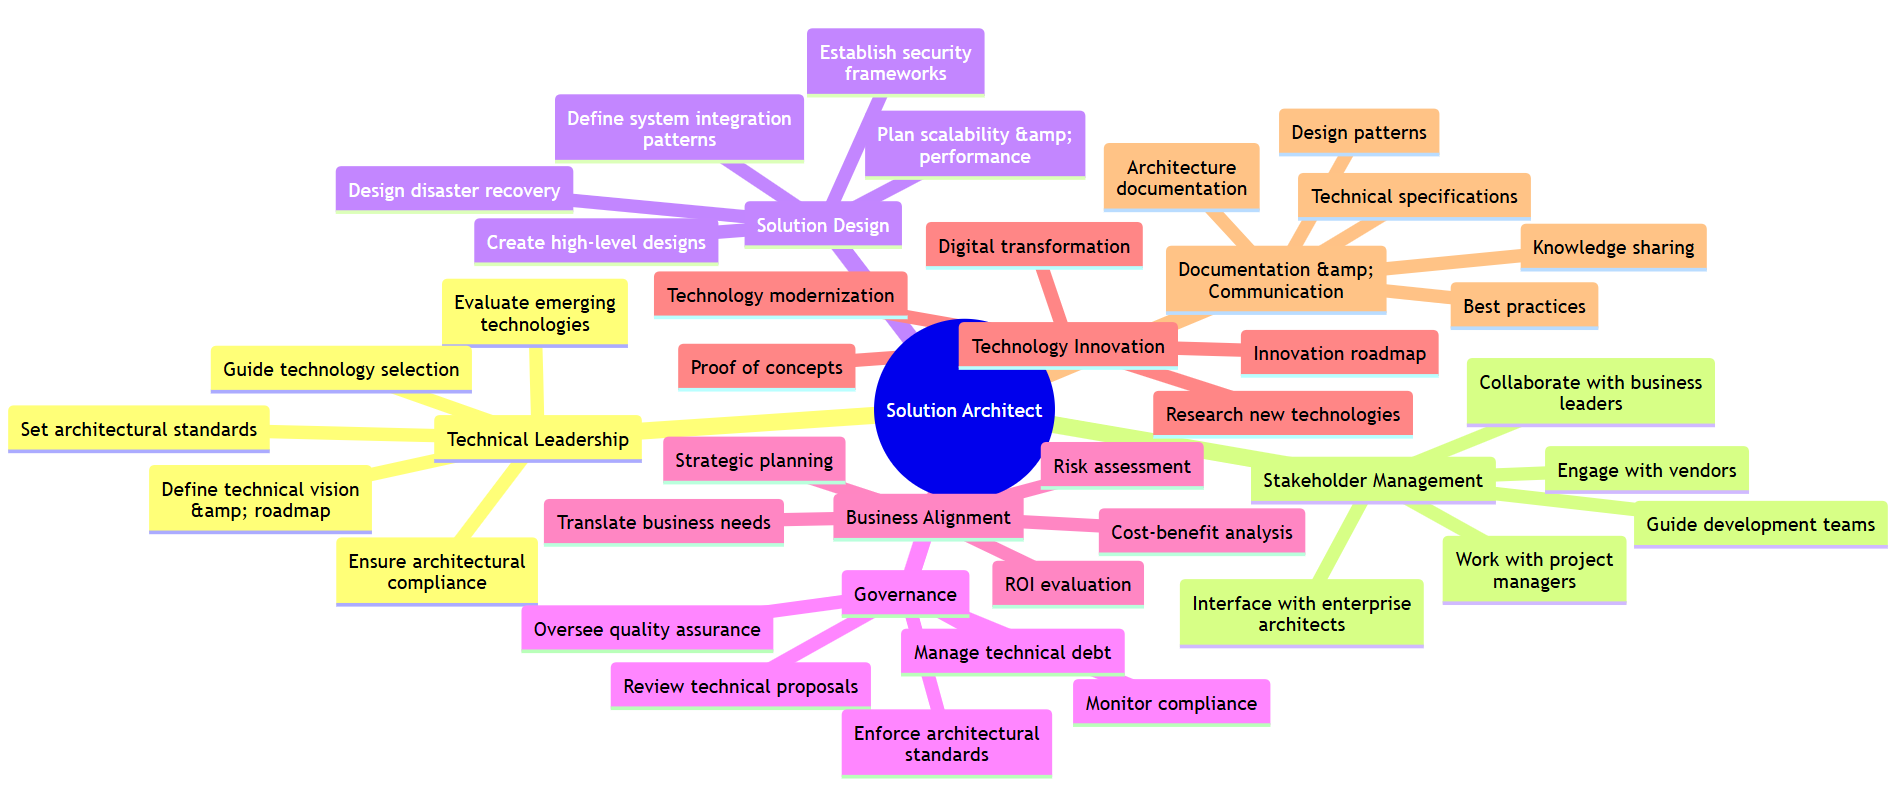 Establish security
frameworks
Define system integration
patterns
Plan scalability &amp;
performance
Design disaster recovery
Create high-level designs
Solution Design
Design patterns
Architecture
documentation
Technical specifications
Knowledge sharing
Documentation &amp;
Communication
Best practices
Digital transformation
Technology modernization
Technology Innovation
Proof of concepts
Innovation roadmap
Research new technologies
Evaluate emerging
technologies
Guide technology selection
Set architectural standards
Technical Leadership
Define technical vision
&amp; roadmap
Ensure architectural
compliance
Solution Architect
Collaborate with business
leaders
Engage with vendors
Stakeholder Management
Guide development teams
Work with project
managers
Interface with enterprise
architects
Strategic planning
Risk assessment
Translate business needs
Business Alignment
Cost-benefit analysis
ROI evaluation
Governance
Oversee quality assurance
Manage technical debt
Review technical proposals
Monitor compliance
Enforce architectural
standards